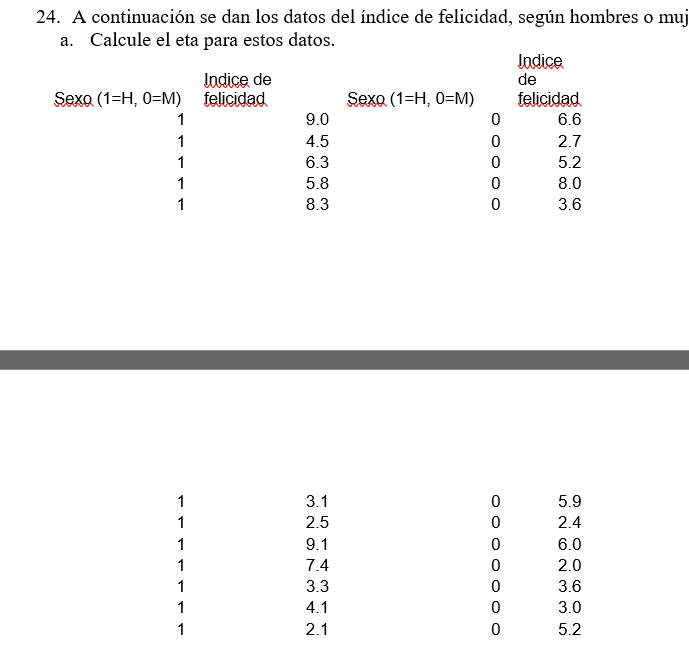 24. A continuación se dan los datos del índice de felicidad, según hombres o muj
a. Calcule el eta para estos datos.
Sexo (1=H, 0=M) Indice de felicidad Sexo (1=H, 0=M) Indice de felicidad
1 9.0 0 6.6
1 4.5 0 2.7
1 6.3 0 5.2
1 5.8 0 8.0
1 8.3 0 3.6
1 3.1 0 5.9
1 2.5 0 2.4
1 9.1 0 6.0
1 7.4 0 2.0
1 3.3 0 3.6
1 4.1 0 3.0
1 2.1 0 5.2